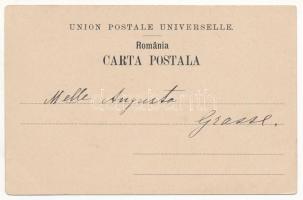 UNION POSTALE UNIVERSELLE.
România
CARTA POSTALA
Melle Augusta
Grasse.